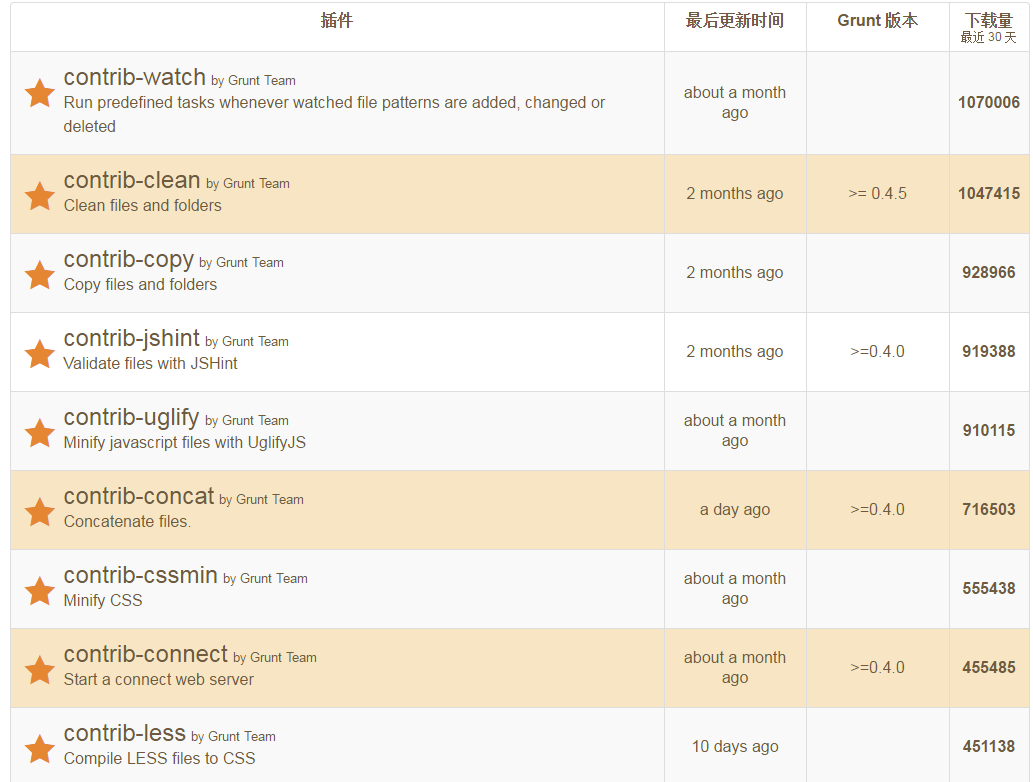 插件 最后更新时间 Grunt 版本 下载量
最近 30 天
contrib-watch by Grunt Team
Run predefined tasks whenever watched file patterns are added, changed or
deleted
about a month
ago
1070006
contrib-clean by Grunt Team
Clean files and folders
2 months ago
>= 0.4.5
1047415
contrib-copy by Grunt Team
Copy files and folders
2 months ago
928966
contrib-jshint by Grunt Team
Validate files with JSHint
2 months ago
>=0.4.0
919388
contrib-uglify by Grunt Team
Minify javascript files with UglifyJS
about a month
ago
910115
contrib-concat by Grunt Team
Concatenate files.
a day ago
>=0.4.0
716503
contrib-cssmin by Grunt Team
Minify CSS
about a month
ago
555438
contrib-connect by Grunt Team
Start a connect web server
about a month
ago
>=0.4.0
455485
contrib-less by Grunt Team
Compile LESS files to CSS
10 days ago
451138